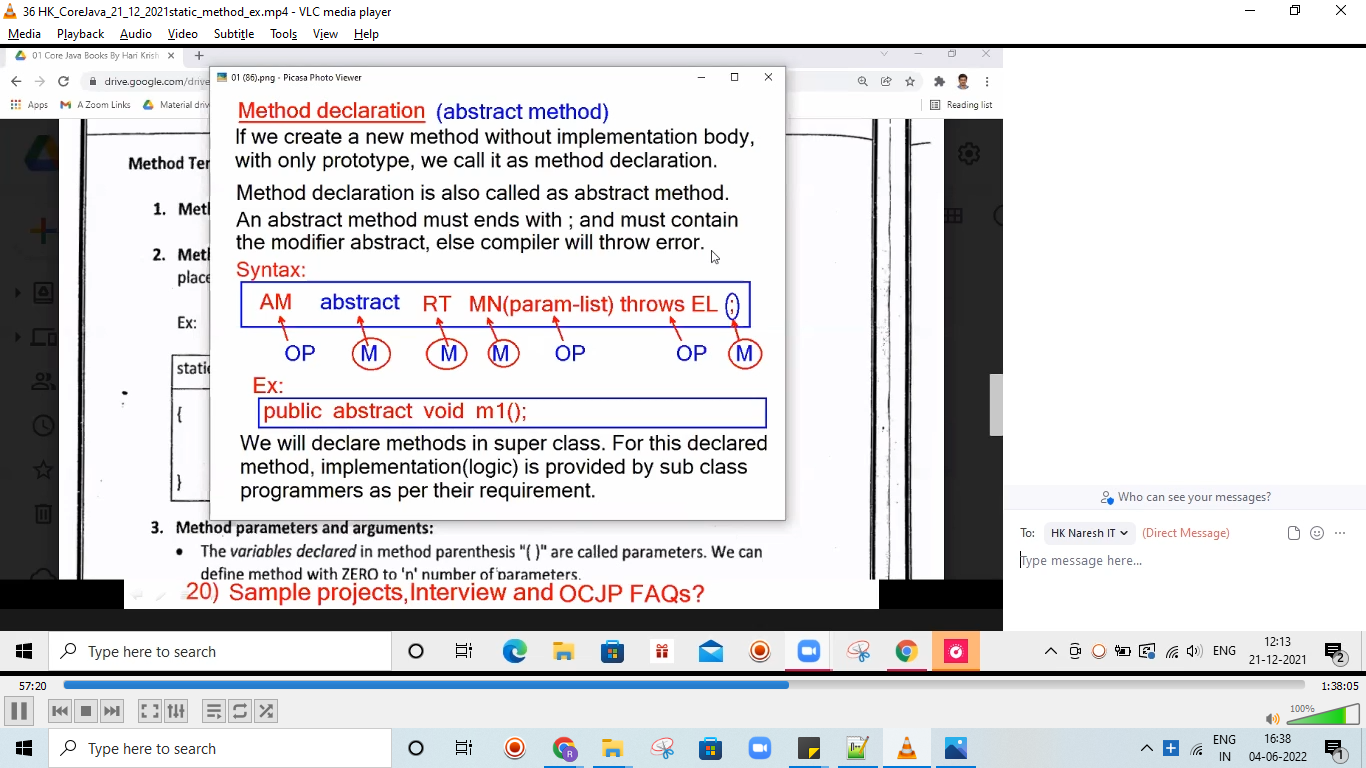 36 HK_CoreJava_21_12_2021static_method_ex.mp4 - VLC media player
Media Playback Audio Video Subtitle Tools View Help
01 Core Java Books By Hari Krish
drive.google.com/drive
Apps M A Zoom Links Material driv Reading list
01 (86).png - Picasa Photo Viewer
Method declaration (abstract method)
If we create a new method without implementation body,
with only prototype, we call it as method declaration.
Method declaration is also called as abstract method.
An abstract method must ends with ; and must contain
the modifier abstract, else compiler will throw error.
Syntax:
AM abstract RT MN(param-list) throws EL ;
OP M M M OP OP M
Ex:
public abstract void m1();
We will declare methods in super class. For this declared
method, implementation(logic) is provided by sub class
programmers as per their requirement.
Method Ter
1. Met
2. Met
place
Ex:
static
{
}
3. Method parameters and arguments:
• The variables declared in method parenthesis "( )" are called parameters. We can
define method with ZERO to 'n' number of parameters.
20) Sample projects,Interview and OCJP FAQs?
Who can see your messages?
To: HK Naresh IT (Direct Message)
Type message here...
Type here to search
ENG
12:13
21-12-2021
2
57:20
1:38:05
100%
Type here to search
R
ENG
IN
16:38
04-06-2022
1